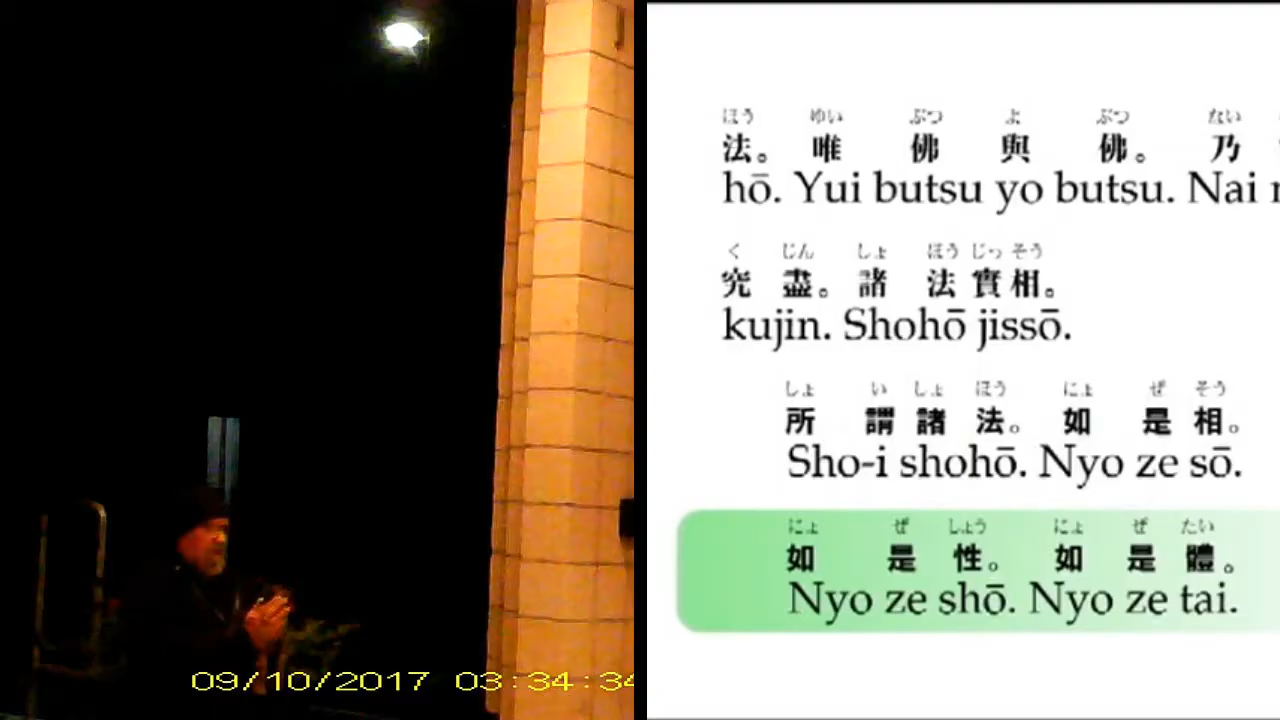 09/10/2017 03:34:34
ほう ゆい ぶつ よ ぶつ ない
法。 唯 佛 與 佛。 乃
hō. Yui butsu yo butsu. Nai
く じん しょ ほう じっ そう
究 盡。 諸 法 實 相。
kujin. Shohō jissō.
しょ い しょ ほう にょ ぜ そう
所 謂 諸 法。 如 是 相。
Sho-i shohō. Nyo ze sō.
にょ ぜ しょう にょ ぜ たい
如 是 性。 如 是 體。
Nyo ze shō. Nyo ze tai.